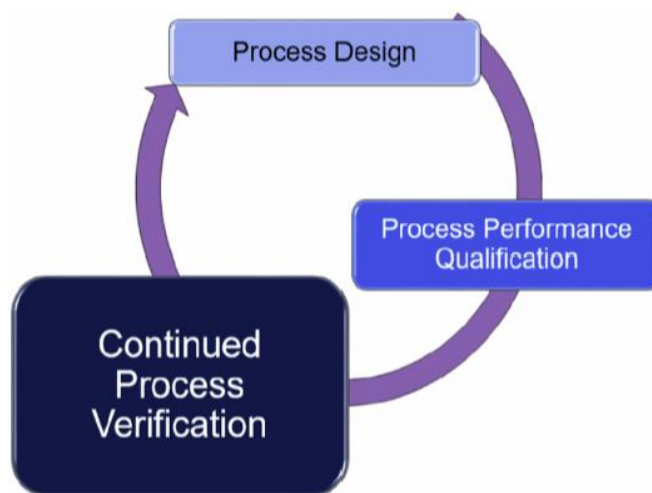 Process Design
Process Performance
Qualification
Continued
Process
Verification